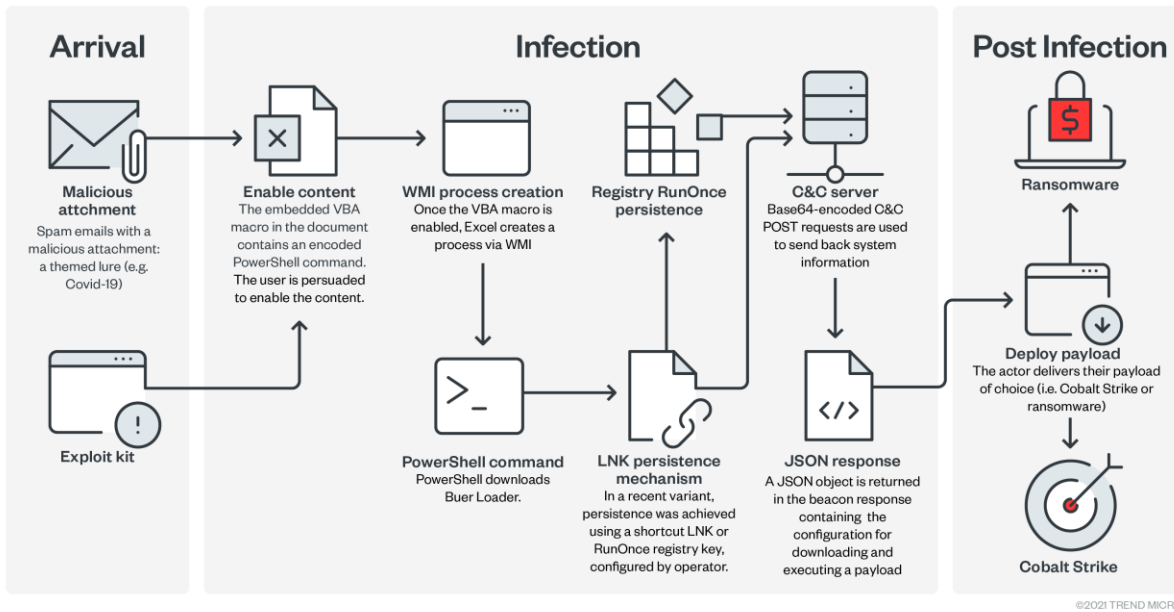 Arrival
Infection
Post Infection
Malicious
attchment
Spam emails with a
malicious attachment:
a themed lure (e.g.
Covid-19)
Exploit kit
Enable content
The embedded VBA
macro in the document
contains an encoded
PowerShell command.
The user is persuaded
to enable the content.
WMI process creation
Once the VBA macro is
enabled, Excel creates a
process via WMI
PowerShell command
PowerShell downloads
Buer Loader.
Registry RunOnce
persistence
LNK persistence
mechanism
In a recent variant,
persistence was achieved
using a shortcut LNK or
RunOnce registry key,
configured by operator.
C&C server
Base64-encoded C&C
POST requests are used
to send back system
information
</>
JSON response
A JSON object is returned
in the beacon response
containing the
configuration for
downloading and
executing a payload
$
Ransomware
Deploy payload
The actor delivers their payload
of choice (i.e. Cobalt Strike or
ransomware)
Cobalt Strike
©2021 TREND MICR